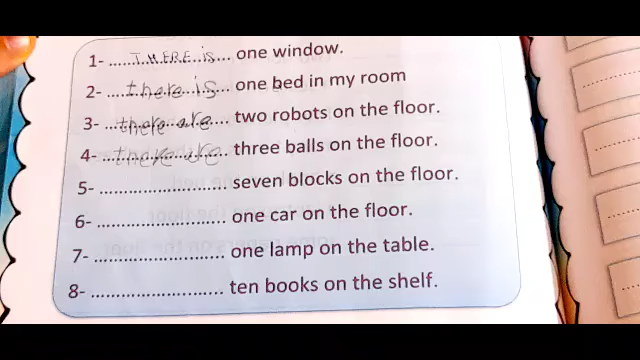 1- ....THERE..is... one window.
2- ....there is.... one bed in my room
3- ...there are.... two robots on the floor.
4- ...there are.... three balls on the floor.
5- ........................... seven blocks on the floor.
6- ........................... one car on the floor.
7- ........................... one lamp on the table.
8- ........................... ten books on the shelf.